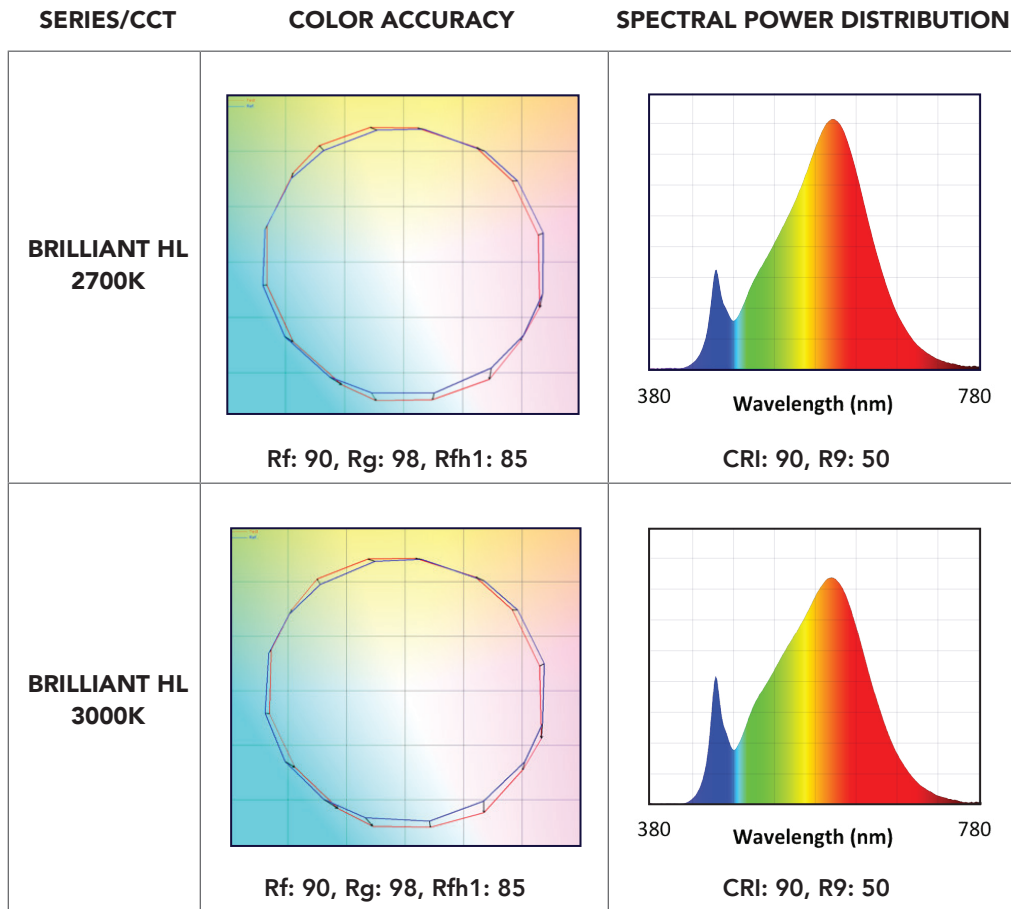 SERIES/CCT COLOR ACCURACY SPECTRAL POWER DISTRIBUTION
BRILLIANT HL
2700K
380 Wavelength (nm) 780
Rf: 90, Rg: 98, Rfh1: 85 CRI: 90, R9: 50
BRILLIANT HL
3000K
380 Wavelength (nm) 780
Rf: 90, Rg: 98, Rfh1: 85 CRI: 90, R9: 50